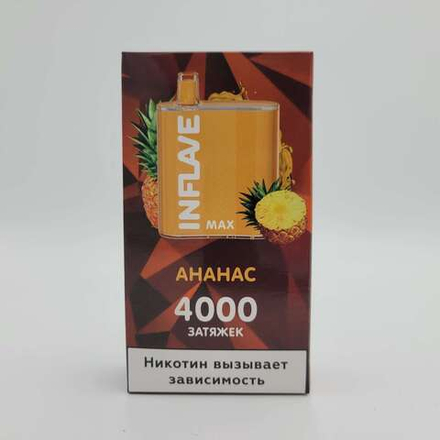 INFLAVE
MAX
АНАНАС
4000
ЗАТЯЖЕК
Никотин вызывает
зависимость